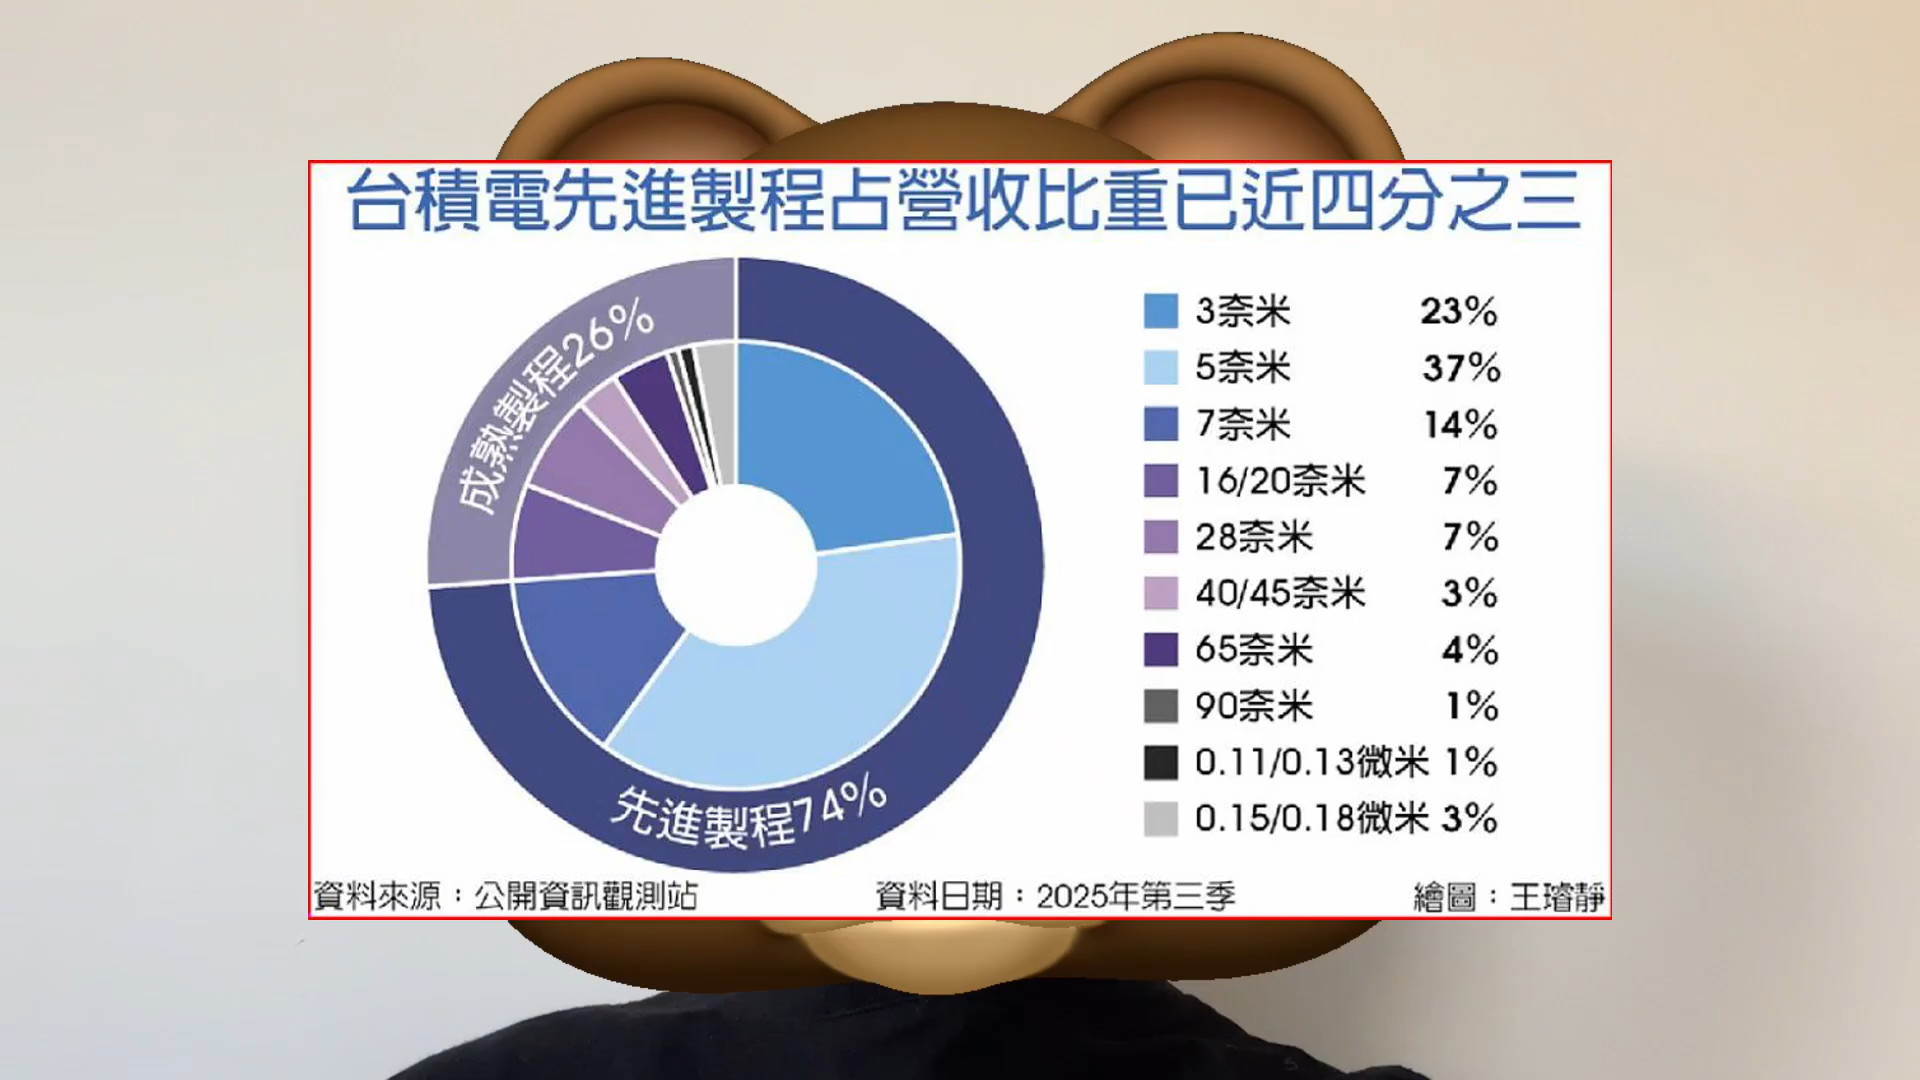 台積電先進製程占營收比重已近四分之三
成熟製程26%
先進製程74%
3奈米 23%
5奈米 37%
7奈米 14%
16/20奈米 7%
28奈米 7%
40/45奈米 3%
65奈米 4%
90奈米 1%
0.11/0.13微米 1%
0.15/0.18微米 3%
資料來源：公開資訊觀測站 資料日期：2025年第三季 繪圖：王璿靜